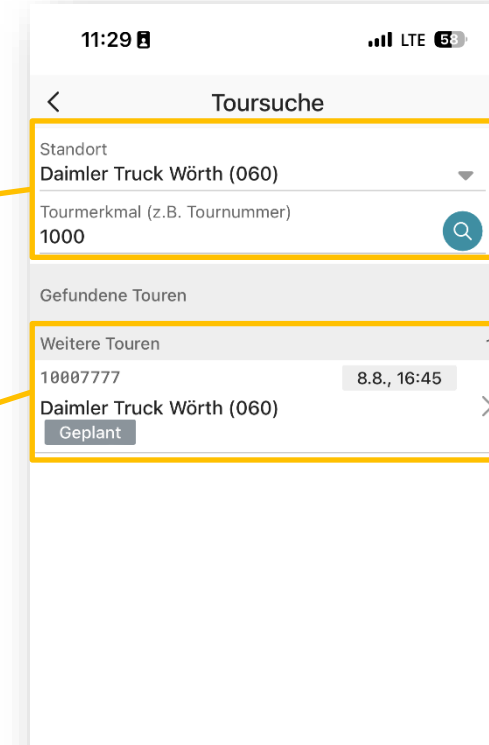 11:29 LTE 58
Toursuche
Standort
Daimler Truck Wörth (060)
Tourmerkmal (z.B. Tournummer)
1000
Gefundene Touren
Weitere Touren
10007777 8.8., 16:45
Daimler Truck Wörth (060)
Geplant